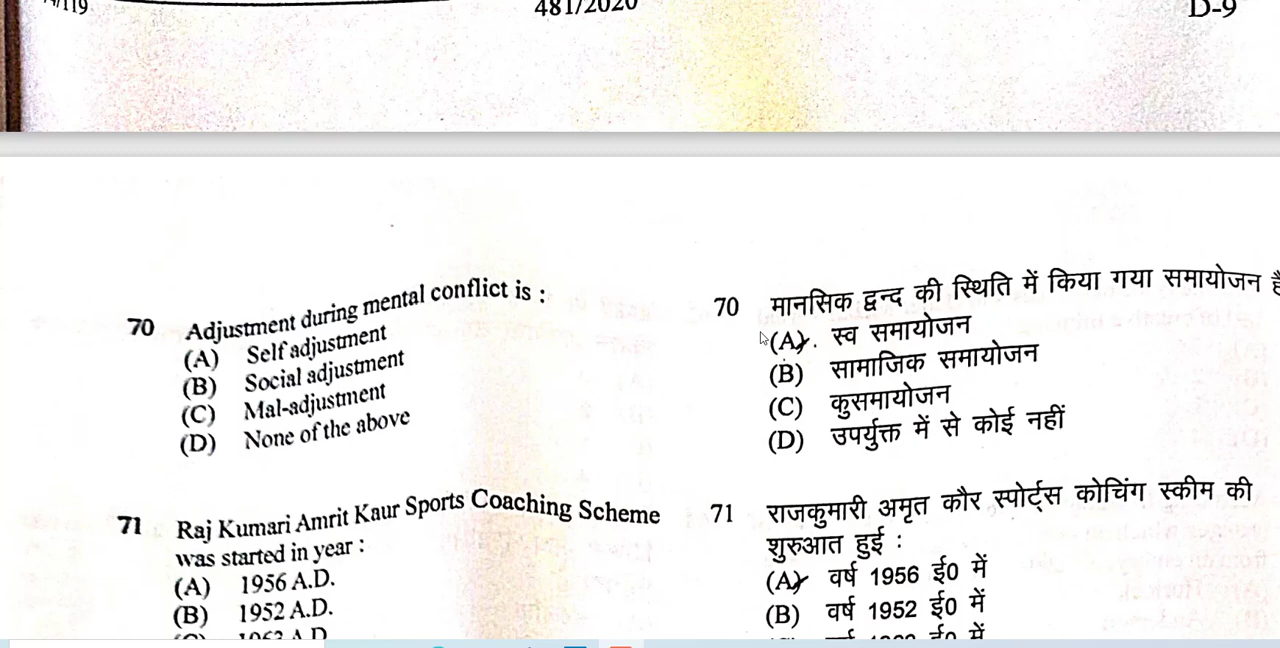 481/2020
D-9
70 Adjustment during mental conflict is :
(A) Self adjustment
(B) Social adjustment
(C) Mal-adjustment
(D) None of the above
71 Raj Kumari Amrit Kaur Sports Coaching Scheme
was started in year :
(A) 1956 A.D.
(B) 1952 A.D.
70 मानसिक द्वन्द की स्थिति में किया गया समायोजन
(A). स्व समायोजन
(B) सामाजिक समायोजन
(C) कुसमायोजन
(D) उपर्युक्त में से कोई नहीं
71 राजकुमारी अमृत कौर स्पोर्ट्स कोचिंग स्कीम की
शुरुआत हुई :
(A) वर्ष 1956 ई0 में
(B) वर्ष 1952 ई0 में